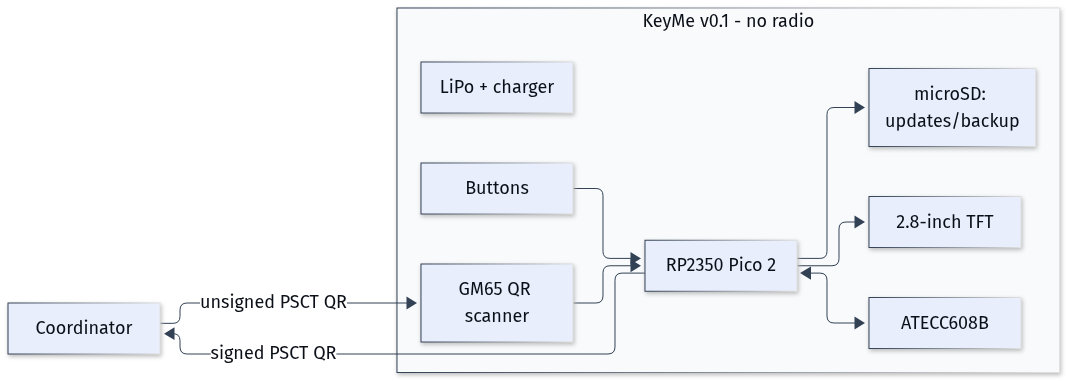 KeyMe v0.1 - no radio
LiPo + charger
microSD:
updates/backup
Buttons
2.8-inch TFT
RP2350 Pico 2
GM65 QR
scanner
unsigned PSCT QR
Coordinator
ATECC608B
signed PSCT QR